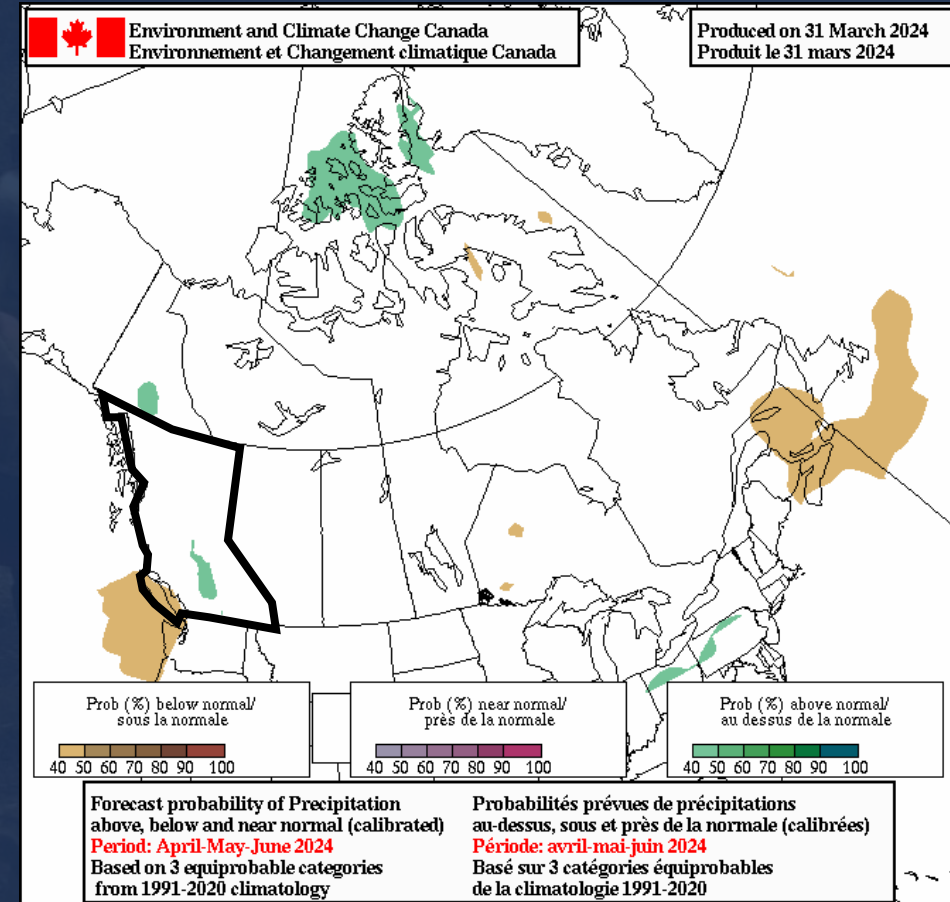 Environment and Climate Change Canada
Environnement et Changement climatique Canada
Produced on 31 March 2024
Produit le 31 mars 2024
Prob (%) below normal/
sous la normale
40 50 60 70 80 90 100
Prob (%) near normal/
près de la normale
40 50 60 70 80 90 100
Prob (%) above normal/
au dessus de la normale
40 50 60 70 80 90 100
Forecast probability of Precipitation
above, below and near normal (calibrated)
Period: April-May-June 2024
Based on 3 equiprobable categories
from 1991-2020 climatology
Probabilités prévues de précipitations
au-dessus, sous et près de la normale (calibrées)
Période: avril-mai-juin 2024
Basé sur 3 catégories équiprobables
de la climatologie 1991-2020